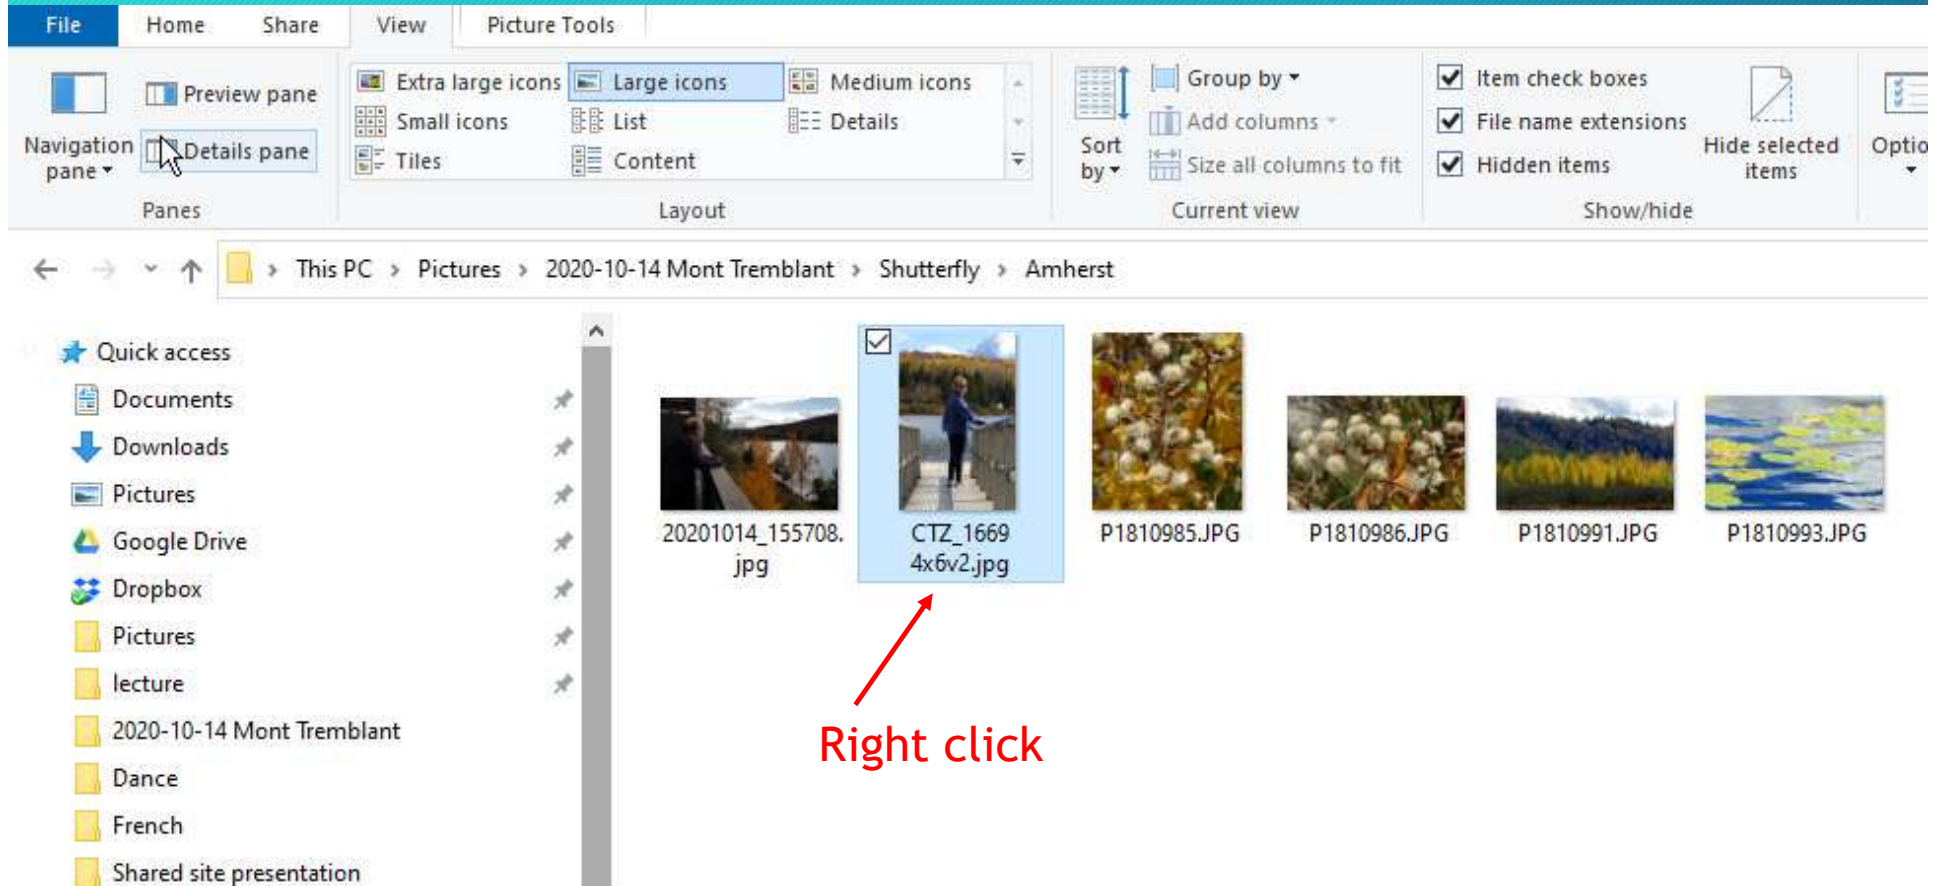 File Home Share View Picture Tools
Navigation pane
Preview pane
Details pane
Panes
Extra large icons Large icons Medium icons
Small icons List Details
Tiles Content
Layout
Sort by
Group by
Add columns
Size all columns to fit
Current view
Item check boxes
File name extensions
Hidden items
Hide selected items
Show/hide
Optio
This PC > Pictures > 2020-10-14 Mont Tremblant > Shutterfly > Amherst
Quick access
Documents
Downloads
Pictures
Google Drive
Dropbox
Pictures
lecture
2020-10-14 Mont Tremblant
Dance
French
Shared site presentation
20201014_155708.
jpg
CTZ_1669
4x6v2.jpg
P1810985.JPG
P1810986.JPG
P1810991.JPG
P1810993.JPG
Right click